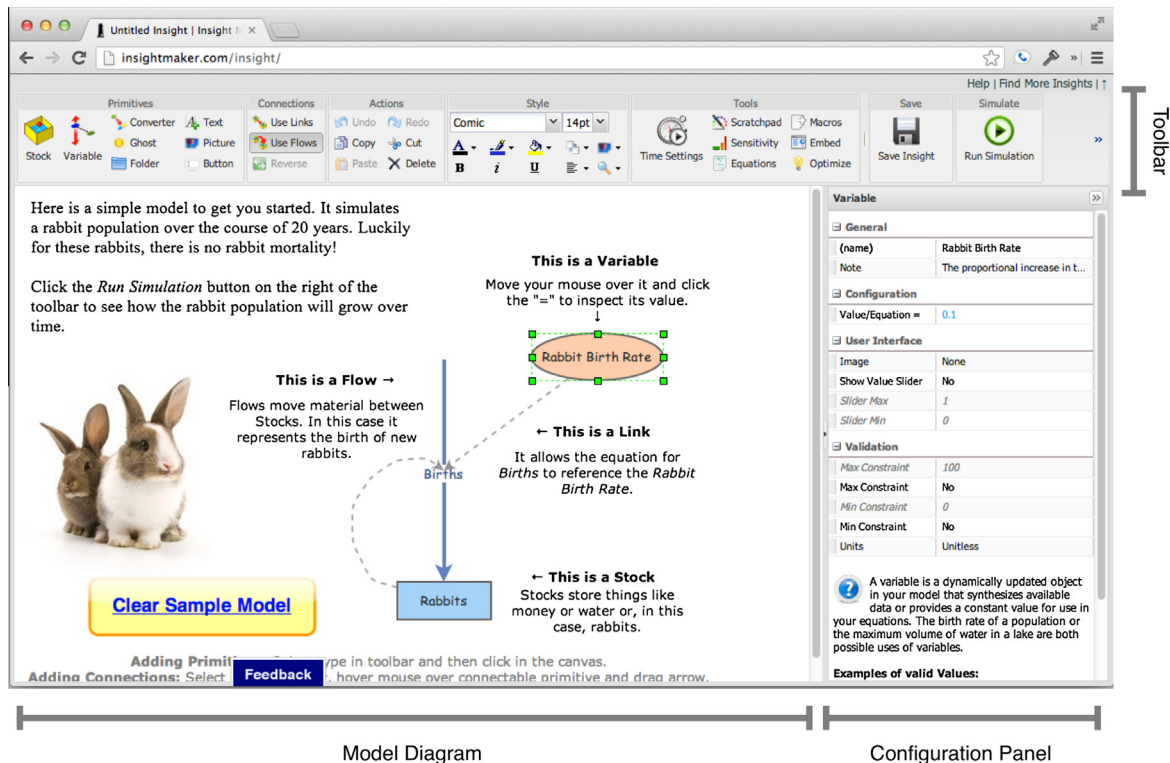 Untitled Insight | Insight M
insightmaker.com/insight/
Help | Find More Insights | ↑
Primitives Connections Actions Style Tools Save Simulate
Stock Variable Converter Ghost Folder Text Picture Button
Use Links Use Flows Reverse
Undo Redo Copy Cut Paste Delete
Comic 14pt
A B i U
Time Settings Scratchpad Sensitivity Equations Macros Embed Optimize
Save Insight
Run Simulation
Toolbar
Here is a simple model to get you started. It simulates
a rabbit population over the course of 20 years. Luckily
for these rabbits, there is no rabbit mortality!
Click the Run Simulation button on the right of the
toolbar to see how the rabbit population will grow over
time.
This is a Variable
Move your mouse over it and click
the "=" to inspect its value.
↓
Rabbit Birth Rate
This is a Flow →
Flows move material between
Stocks. In this case it
represents the birth of new
rabbits.
← This is a Link
It allows the equation for
Births to reference the Rabbit
Birth Rate.
Births
← This is a Stock
Stocks store things like
money or water or, in this
case, rabbits.
Rabbits
Clear Sample Model
Adding Primiti ype in toolbar and then click in the canvas.
Adding Connections: Select , hover mouse over connectable primitive and drag arrow.
Feedback
Variable
General
(name) Rabbit Birth Rate
Note The proportional increase in t...
Configuration
Value/Equation = 0.1
User Interface
Image None
Show Value Slider No
Slider Max 1
Slider Min 0
Validation
Max Constraint 100
Max Constraint No
Min Constraint 0
Min Constraint No
Units Unitless
A variable is a dynamically updated object
in your model that synthesizes available
data or provides a constant value for use in
your equations. The birth rate of a population or
the maximum volume of water in a lake are both
possible uses of variables.
Examples of valid Values:
Model Diagram
Configuration Panel